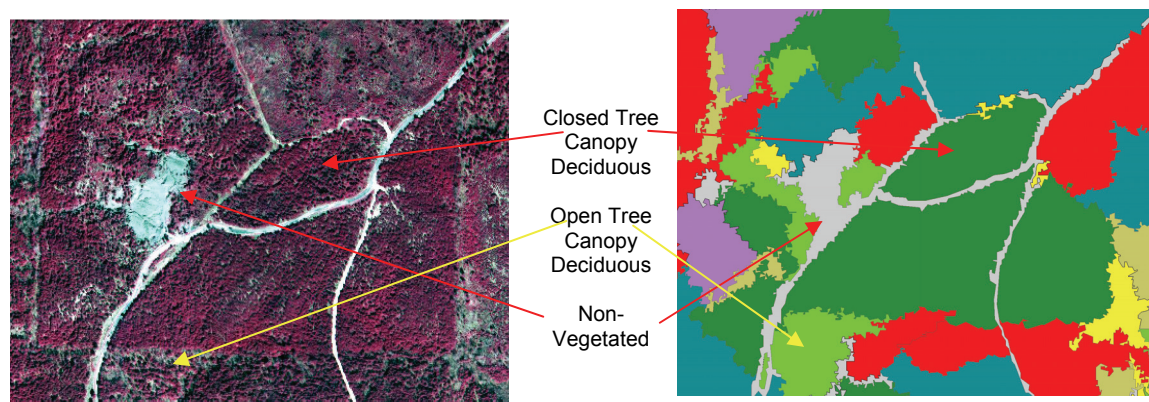 Closed Tree
Canopy
Deciduous
Open Tree
Canopy
Deciduous
Non-
Vegetated